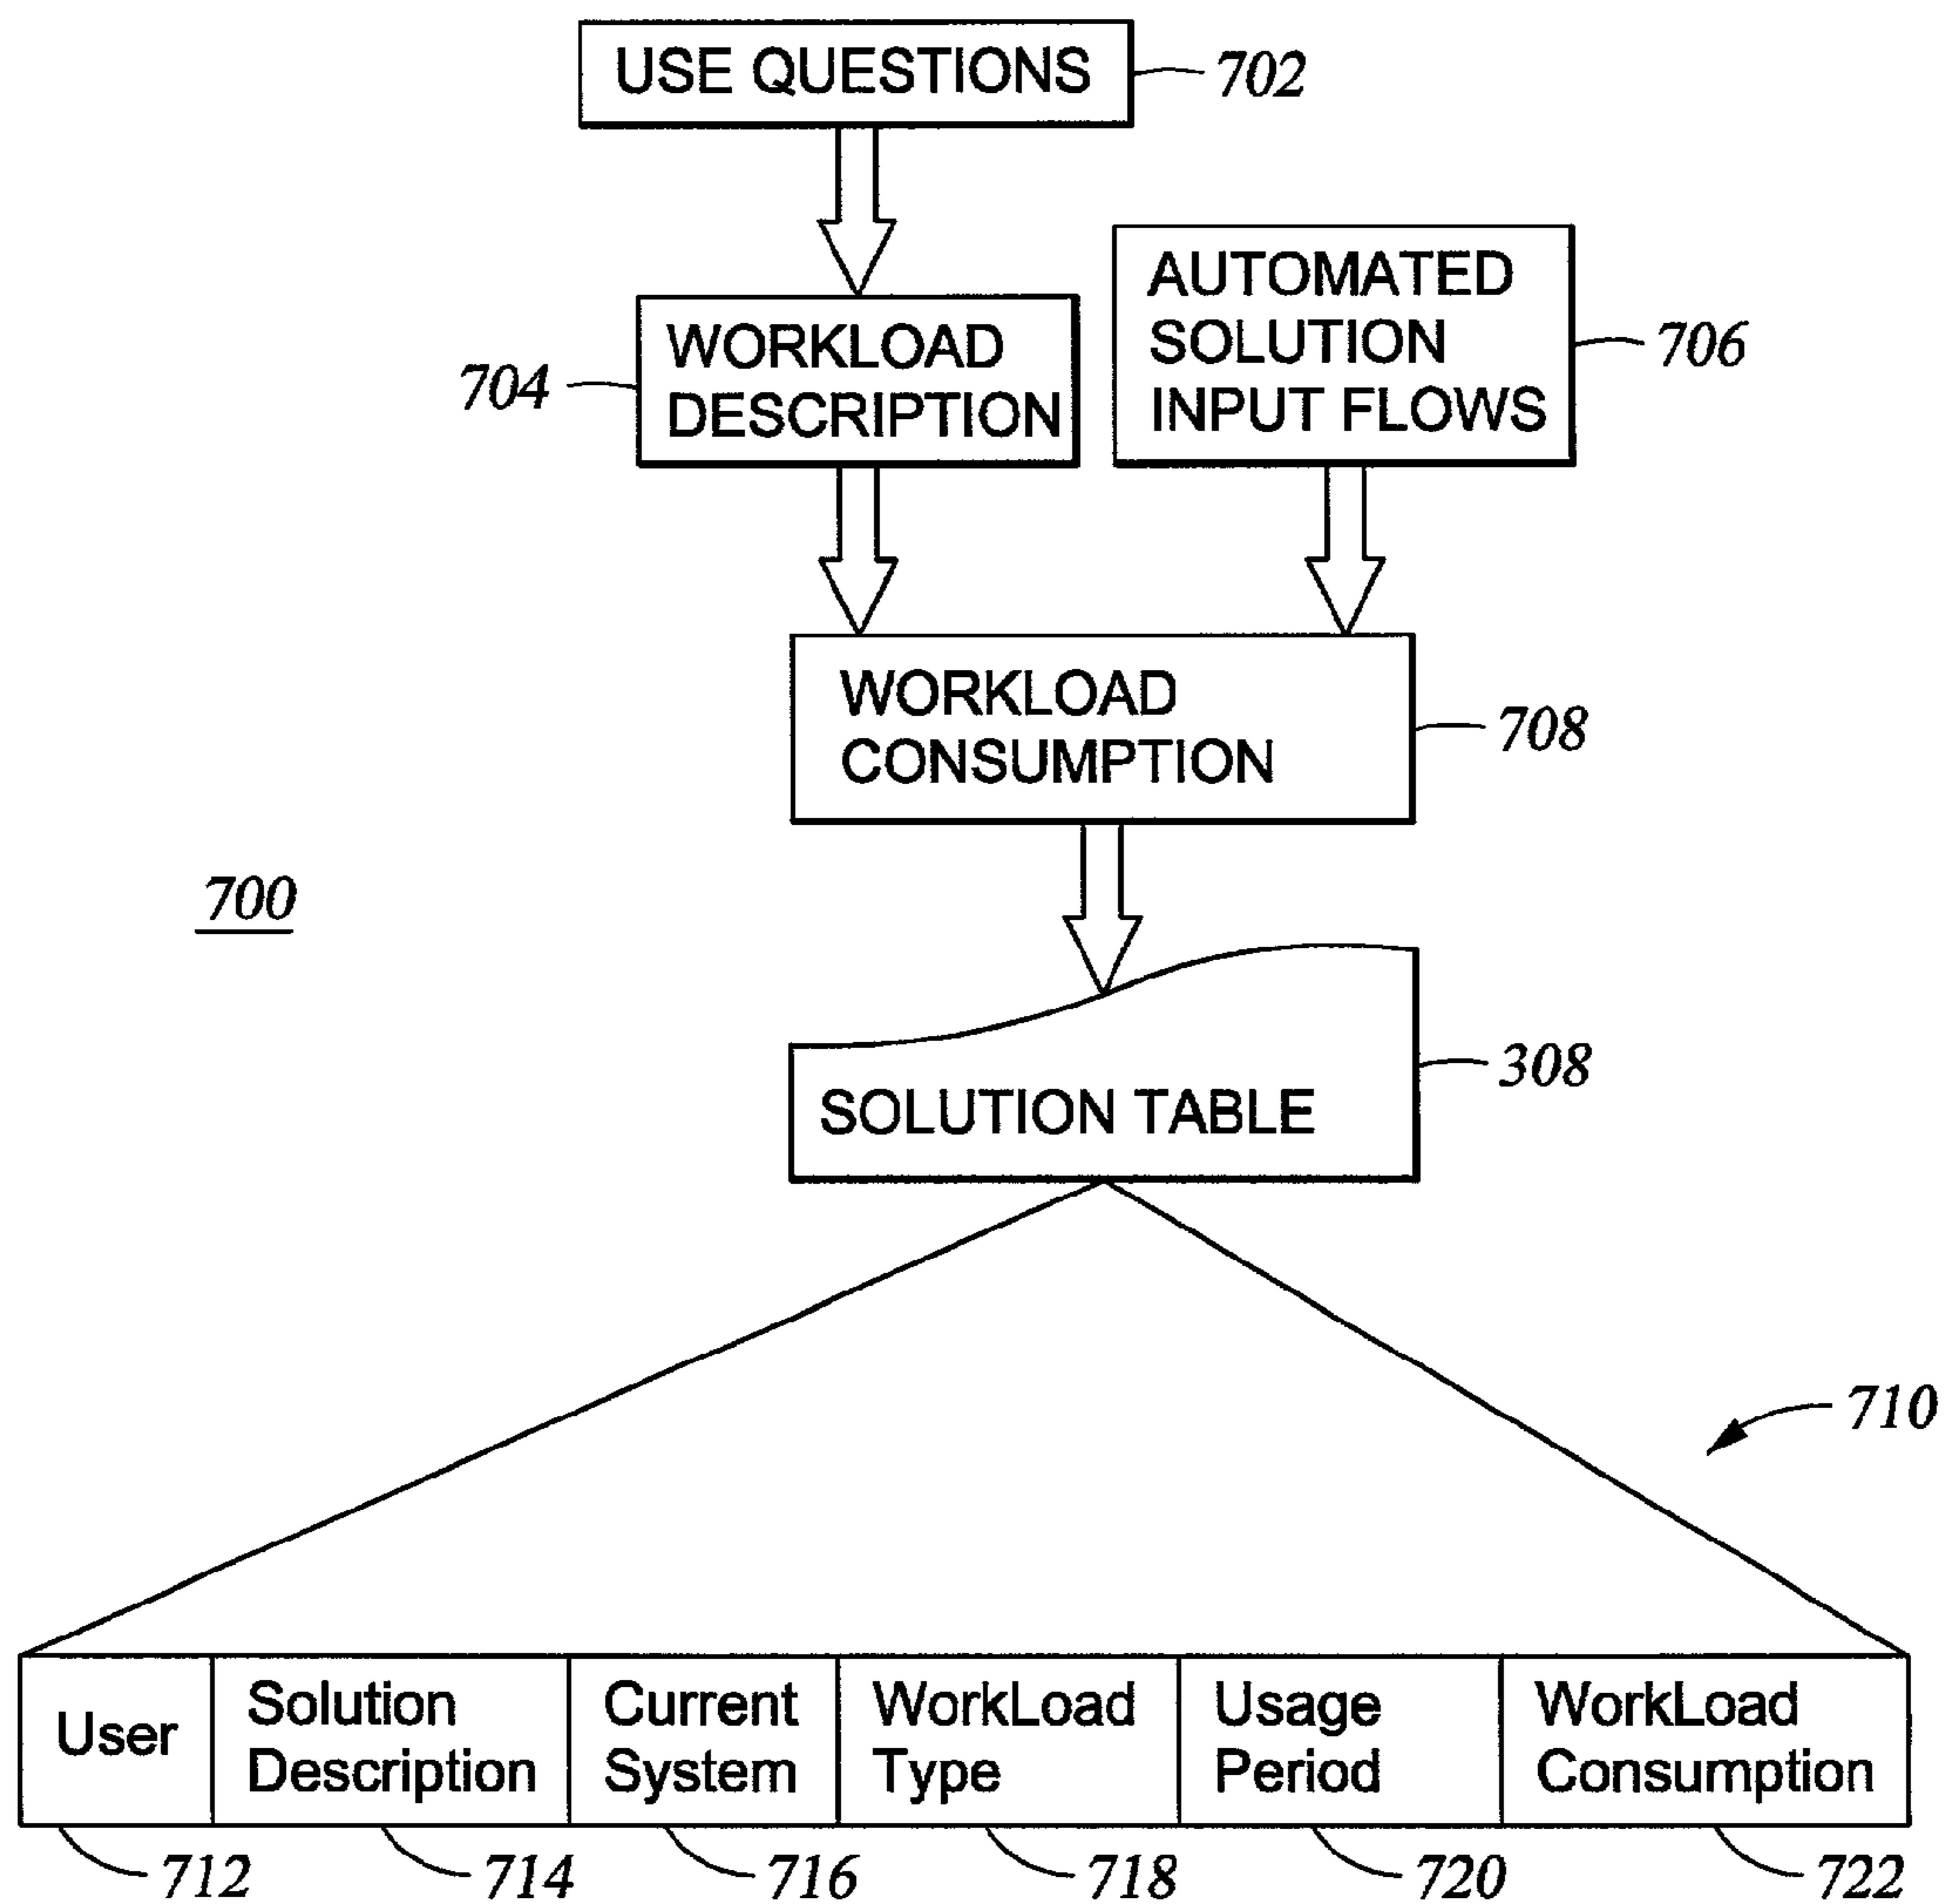 USE QUESTIONS
702
WORKLOAD
DESCRIPTION
704
AUTOMATED
SOLUTION
INPUT FLOWS
706
WORKLOAD
CONSUMPTION
708
700
SOLUTION TABLE
308
710
User
Solution
Description
Current
System
WorkLoad
Type
Usage
Period
WorkLoad
Consumption
712
714
716
718
720
722